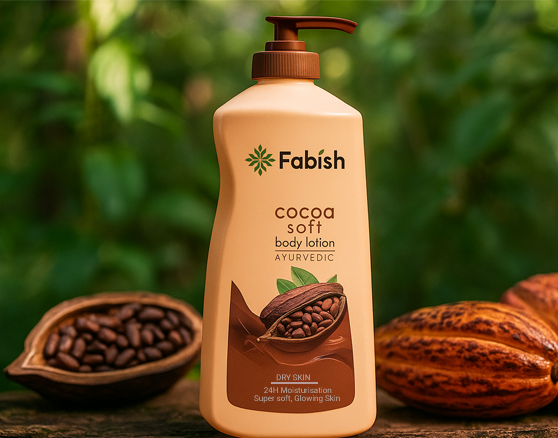 Fabish
cocoa
soft
body lotion
AYURVEDIC
DRY SKIN
24H Moisturisation
Super soft, Glowing Skin